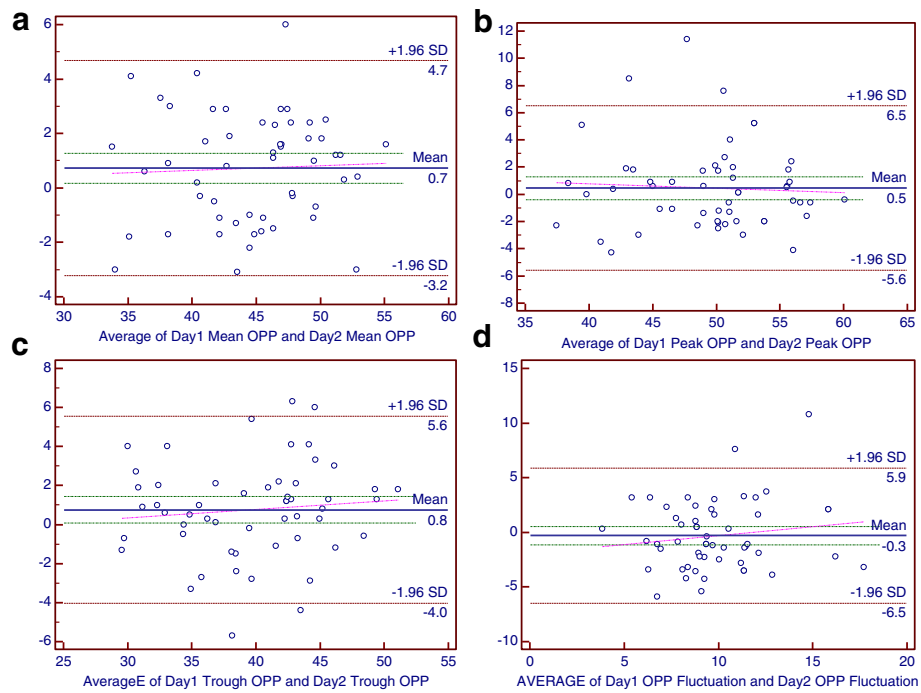 a
6
4
2
0
-2
-4
+1.96 SD
4.7
Mean
0.7
-1.96 SD
-3.2
30 35 40 45 50 55 60
Average of Day1 Mean OPP and Day2 Mean OPP
b
12
10
8
6
4
2
0
-2
-4
-6
-8
+1.96 SD
6.5
Mean
0.5
-1.96 SD
-5.6
35 40 45 50 55 60 65
Average of Day1 Peak OPP and Day2 Peak OPP
c
8
6
4
2
0
-2
-4
-6
+1.96 SD
5.6
Mean
0.8
-1.96 SD
-4.0
25 30 35 40 45 50 55
AverageE of Day1 Trough OPP and Day2 Trough OPP
d
15
10
5
0
-5
-10
+1.96 SD
5.9
Mean
-0.3
-1.96 SD
-6.5
0 5 10 15 20
AVERAGE of Day1 OPP Fluctuation and Day2 OPP Fluctuation